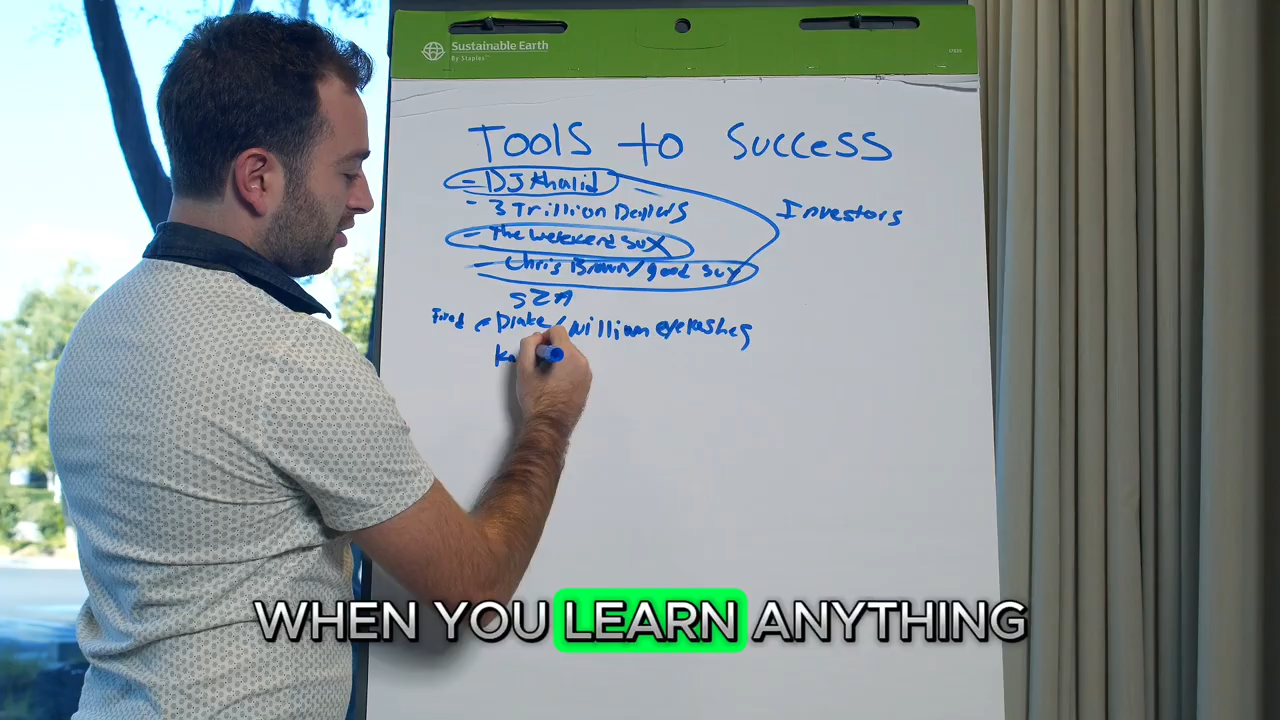 Sustainable Earth
By Staples
TOOLS to Success
- DJ Khalid
- 3 Trillion Dollars
Investors
- The weekend sux
- Chris Brown/good guy
SZA
Fired - Drake/William eyelashes
WHEN YOU LEARN ANYTHING